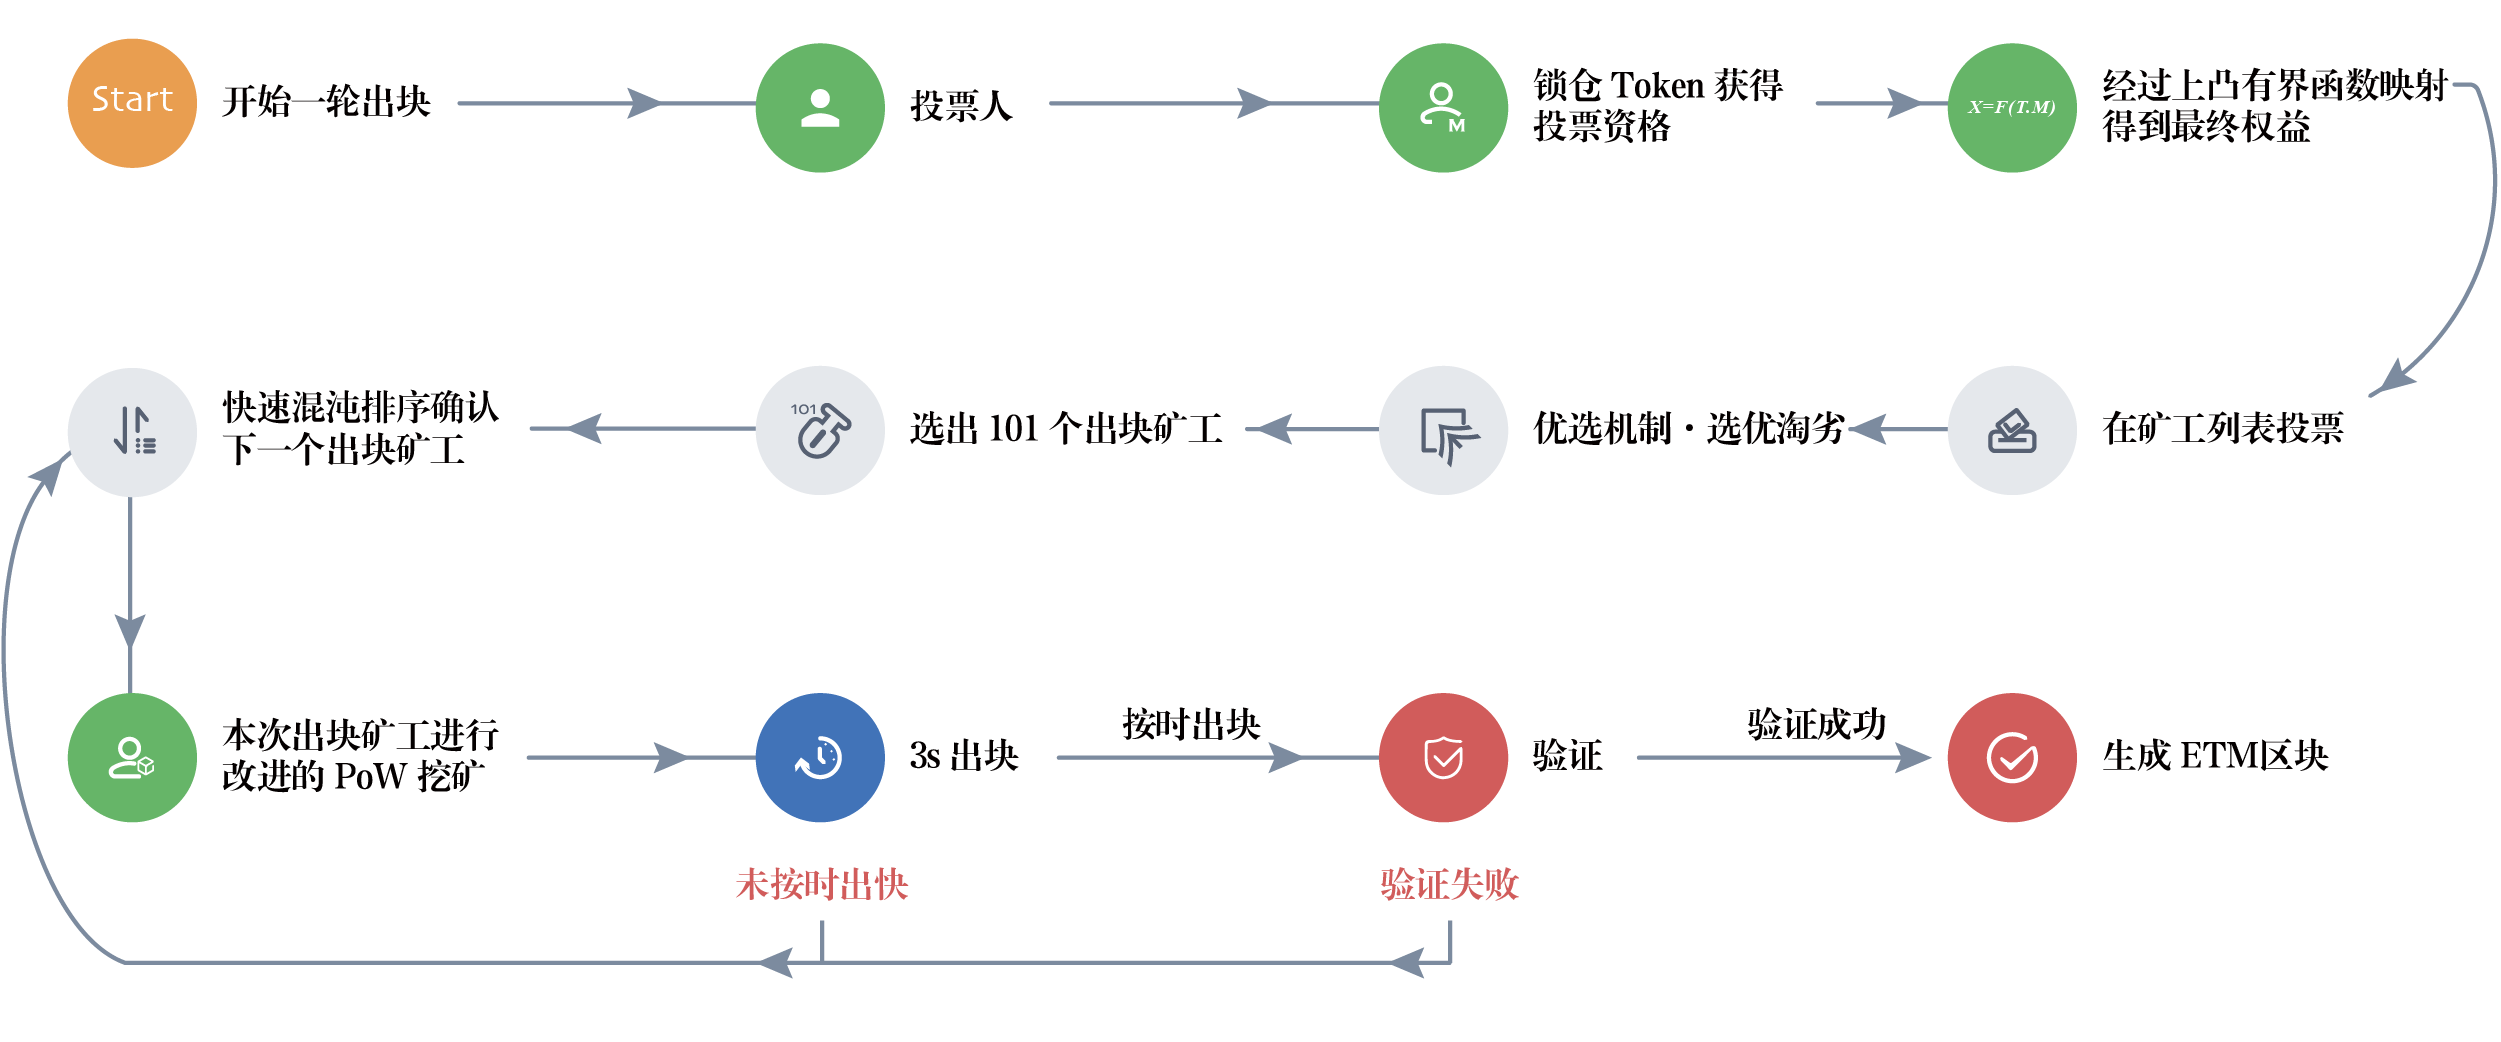 Start
开始一轮出块
投票人
M
锁仓 Token 获得
投票资格
X=F(T.M)
经过上凸有界函数映射
得到最终权益
快速混沌排序确认
下一个出块矿工
101
选出 101 个出块矿工
优选机制·选优淘劣
在矿工列表投票
本次出块矿工进行
改进的 PoW 挖矿
3s 出块
按时出块
验证
验证成功
生成 ETM区块
未按时出快
验证失败